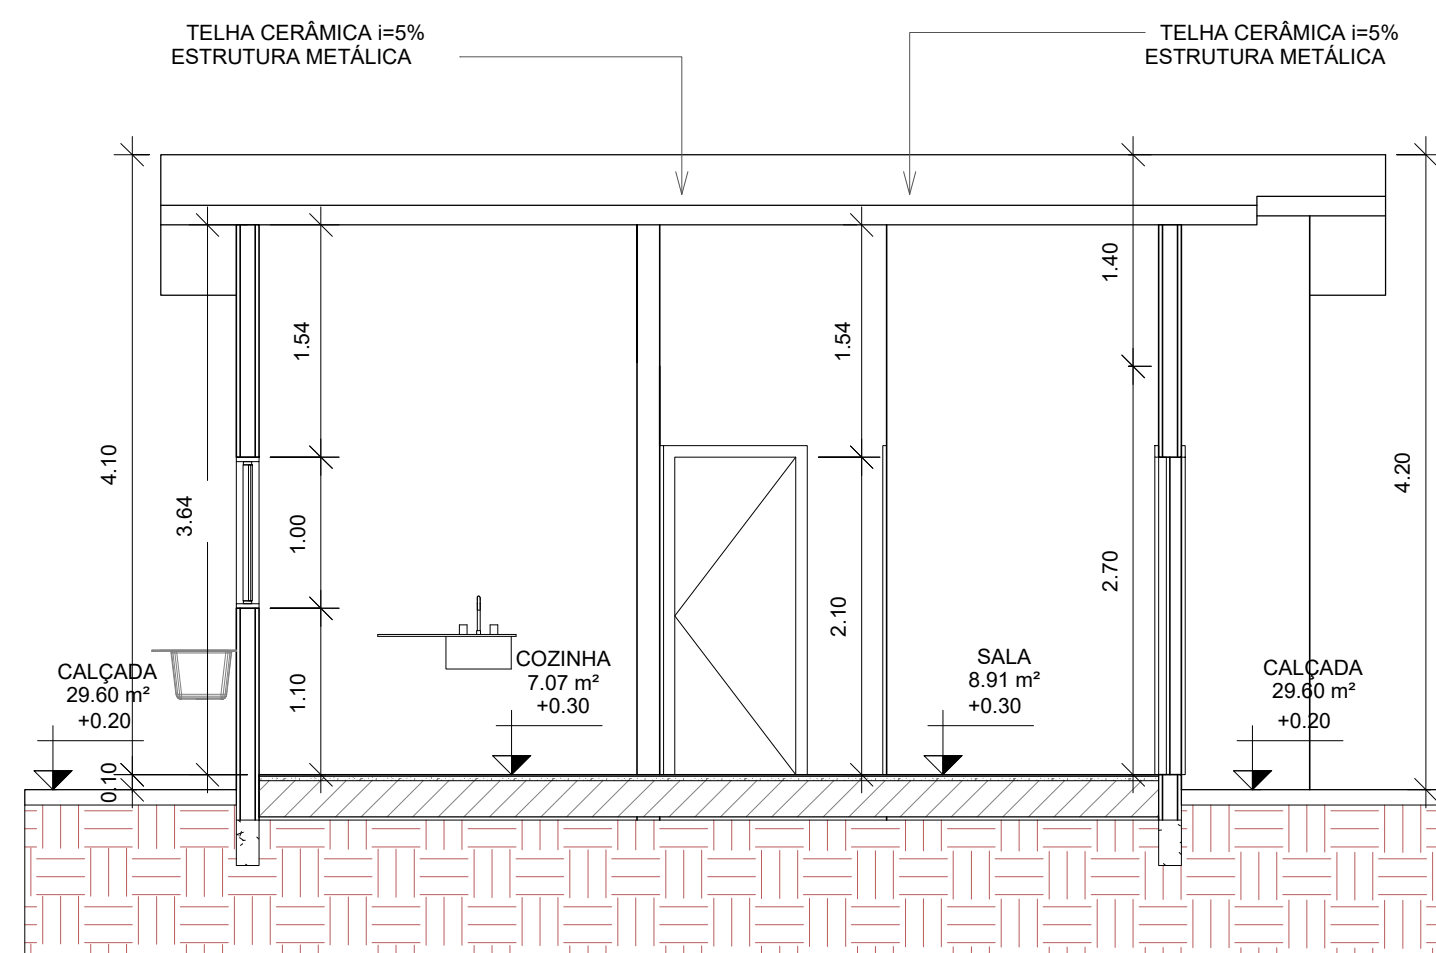 TELHA CERÂMICA i=5%
ESTRUTURA METÁLICA
TELHA CERÂMICA i=5%
ESTRUTURA METÁLICA
1.40
1.54
1.54
4.10
4.20
3.64
1.00
2.70
2.10
1.10
COZINHA
7.07 m²
+0.30
SALA
8.91 m²
+0.30
CALÇADA
29.60 m²
+0.20
CALÇADA
29.60 m²
+0.20
0.10